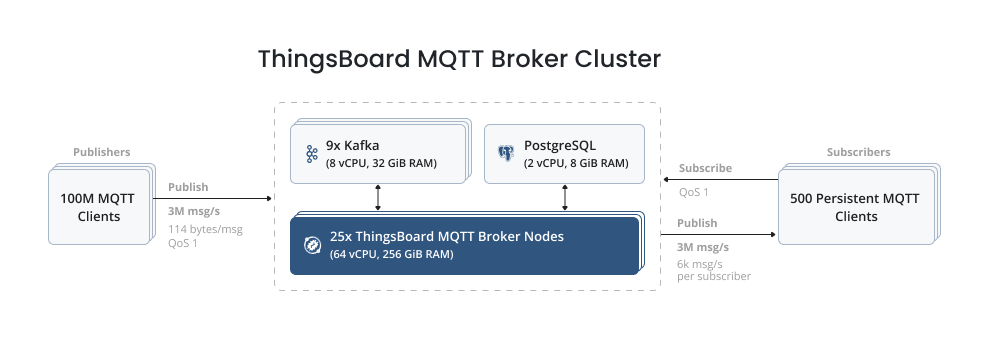 ThingsBoard MQTT Broker Cluster
Publishers
100M MQTT
Clients
Publish
3M msg/s
114 bytes/msg
QoS 1
9x Kafka
(8 vCPU, 32 GiB RAM)
PostgreSQL
(2 vCPU, 8 GiB RAM)
25x ThingsBoard MQTT Broker Nodes
(64 vCPU, 256 GiB RAM)
Subscribe
QoS 1
Publish
3M msg/s
6k msg/s
per subscriber
Subscribers
500 Persistent MQTT
Clients